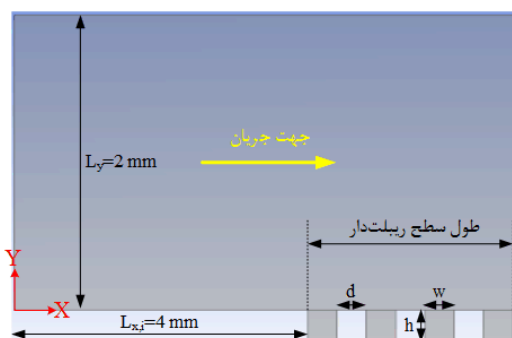 جهت جریان
Ly=2 mm
طول سطح ریبلت‌دار
Y
X
d
w
h
Lx,i=4 mm